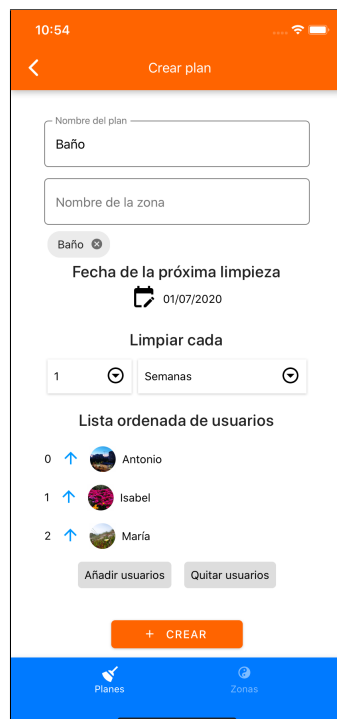 10:54
Crear plan
Nombre del plan
Baño
Nombre de la zona
Baño
Fecha de la próxima limpieza
01/07/2020
Limpiar cada
1 Semanas
Lista ordenada de usuarios
0 Antonio
1 Isabel
2 María
Añadir usuarios Quitar usuarios
+ CREAR
Planes Zonas